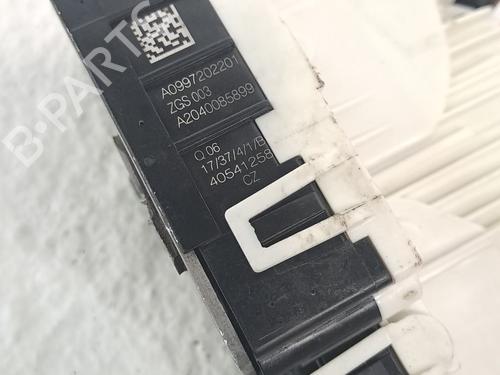 A0997202201
ZGS 003
A2040085899
Q.06
17/37/4/1/B
40541258
CZ
B-PARTS